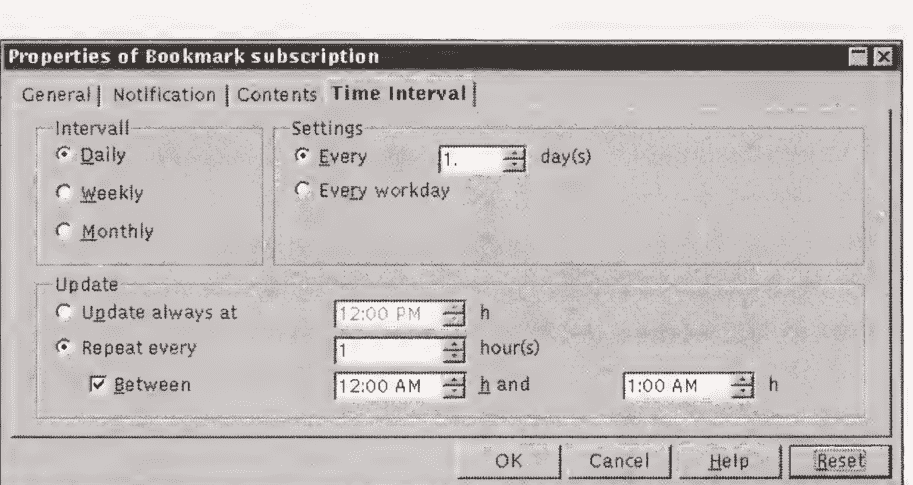 Properties of Bookmark subscription
General Notification Contents Time Interval
Intervall Settings
Daily Every 1. day(s)
Weekly Every workday
Monthly
Update
Update always at 12:00 PM h
Repeat every 1 hour(s)
Between 12:00 AM h and 1:00 AM h
OK Cancel Help Reset